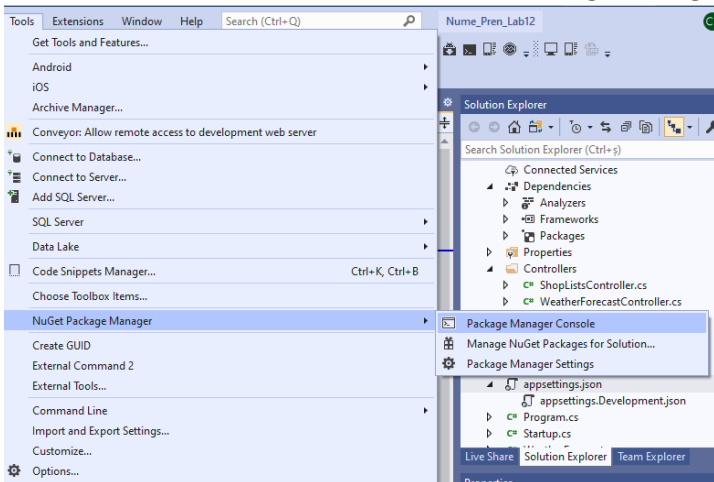 Tools Extensions Window Help Search (Ctrl+Q) Nume_Pren_Lab12
Get Tools and Features...
Android
iOS
Archive Manager...
Conveyor: Allow remote access to development web server
Connect to Database...
Connect to Server...
Add SQL Server...
SQL Server
Data Lake
Code Snippets Manager... Ctrl+K, Ctrl+B
Choose Toolbox Items...
NuGet Package Manager
Create GUID
External Command 2
External Tools...
Command Line
Import and Export Settings...
Customize...
Options...
Package Manager Console
Manage NuGet Packages for Solution...
Package Manager Settings
Solution Explorer
Search Solution Explorer (Ctrl+ş)
Connected Services
Dependencies
Analyzers
Frameworks
Packages
Properties
Controllers
C# ShopListsController.cs
C# WeatherForecastController.cs
appsettings.json
appsettings.Development.json
C# Program.cs
C# Startup.cs
Live Share Solution Explorer Team Explorer